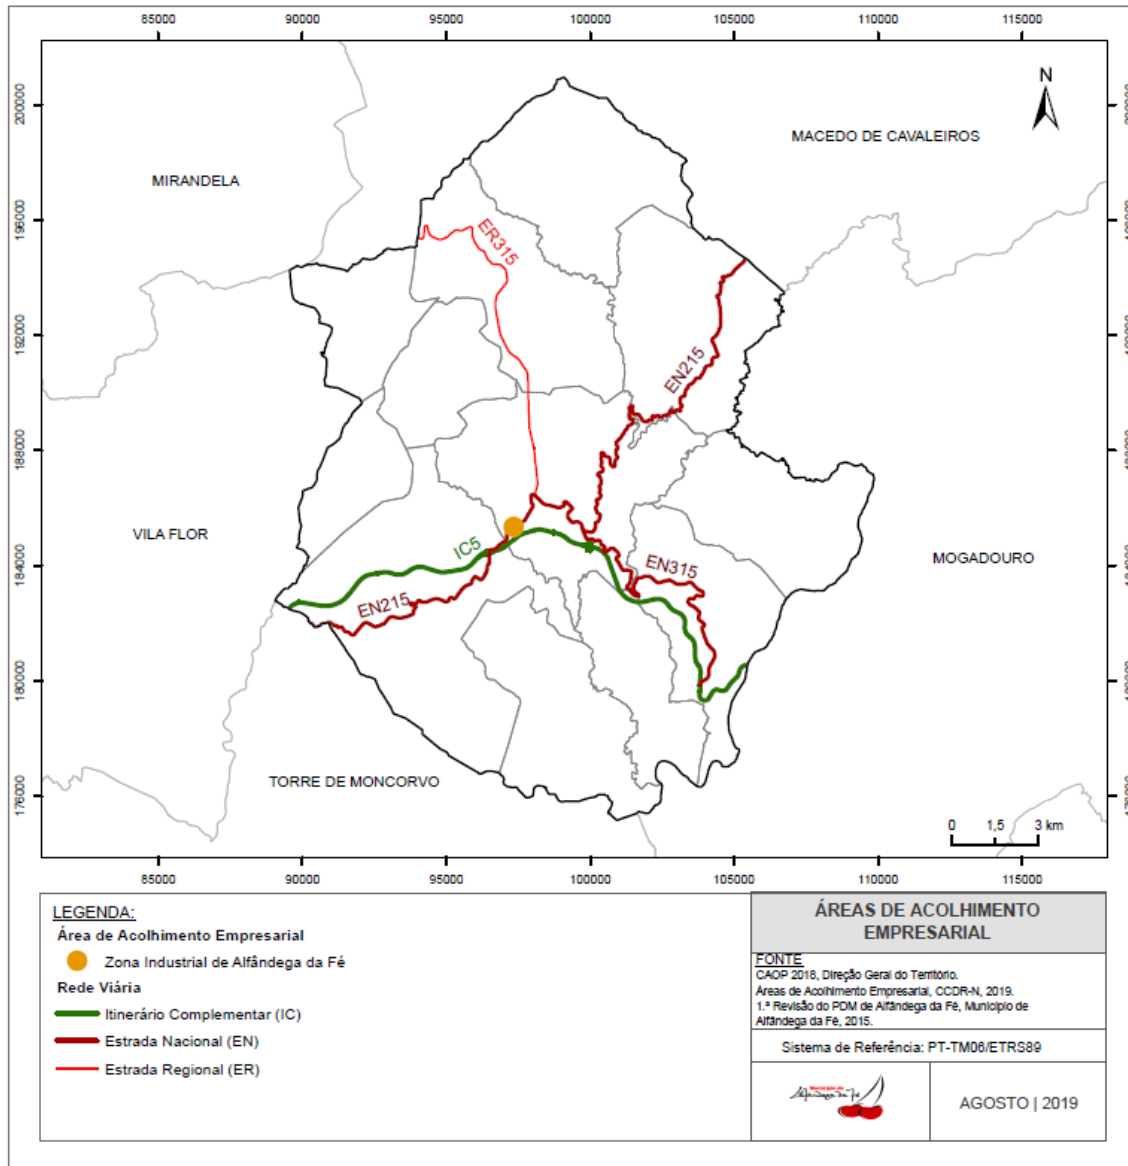 85000 90000 95000 100000 105000 110000 115000
200000
196000
192000
188000
184000
180000
176000
N
MACEDO DE CAVALEIROS
MIRANDELA
ER315
EN215
VILA FLOR
IC5
EN315
MOGADOURO
EN215
TORRE DE MONCORVO
0 1,5 3 km
85000 90000 95000 100000 105000 110000 115000
LEGENDA:
Área de Acolhimento Empresarial
Zona Industrial de Alfândega da Fé
Rede Viária
Itinerário Complementar (IC)
Estrada Nacional (EN)
Estrada Regional (ER)
ÁREAS DE ACOLHIMENTO
EMPRESARIAL
FONTE
CAOP 2018, Direção Geral do Território.
Áreas de Acolhimento Empresarial, CCDR-N, 2019.
1.ª Revisão do PDM de Alfândega da Fé, Município de
Alfândega da Fé, 2015.
Sistema de Referência: PT-TM06/ETRS89
Município de
Alfândega da Fé
AGOSTO | 2019